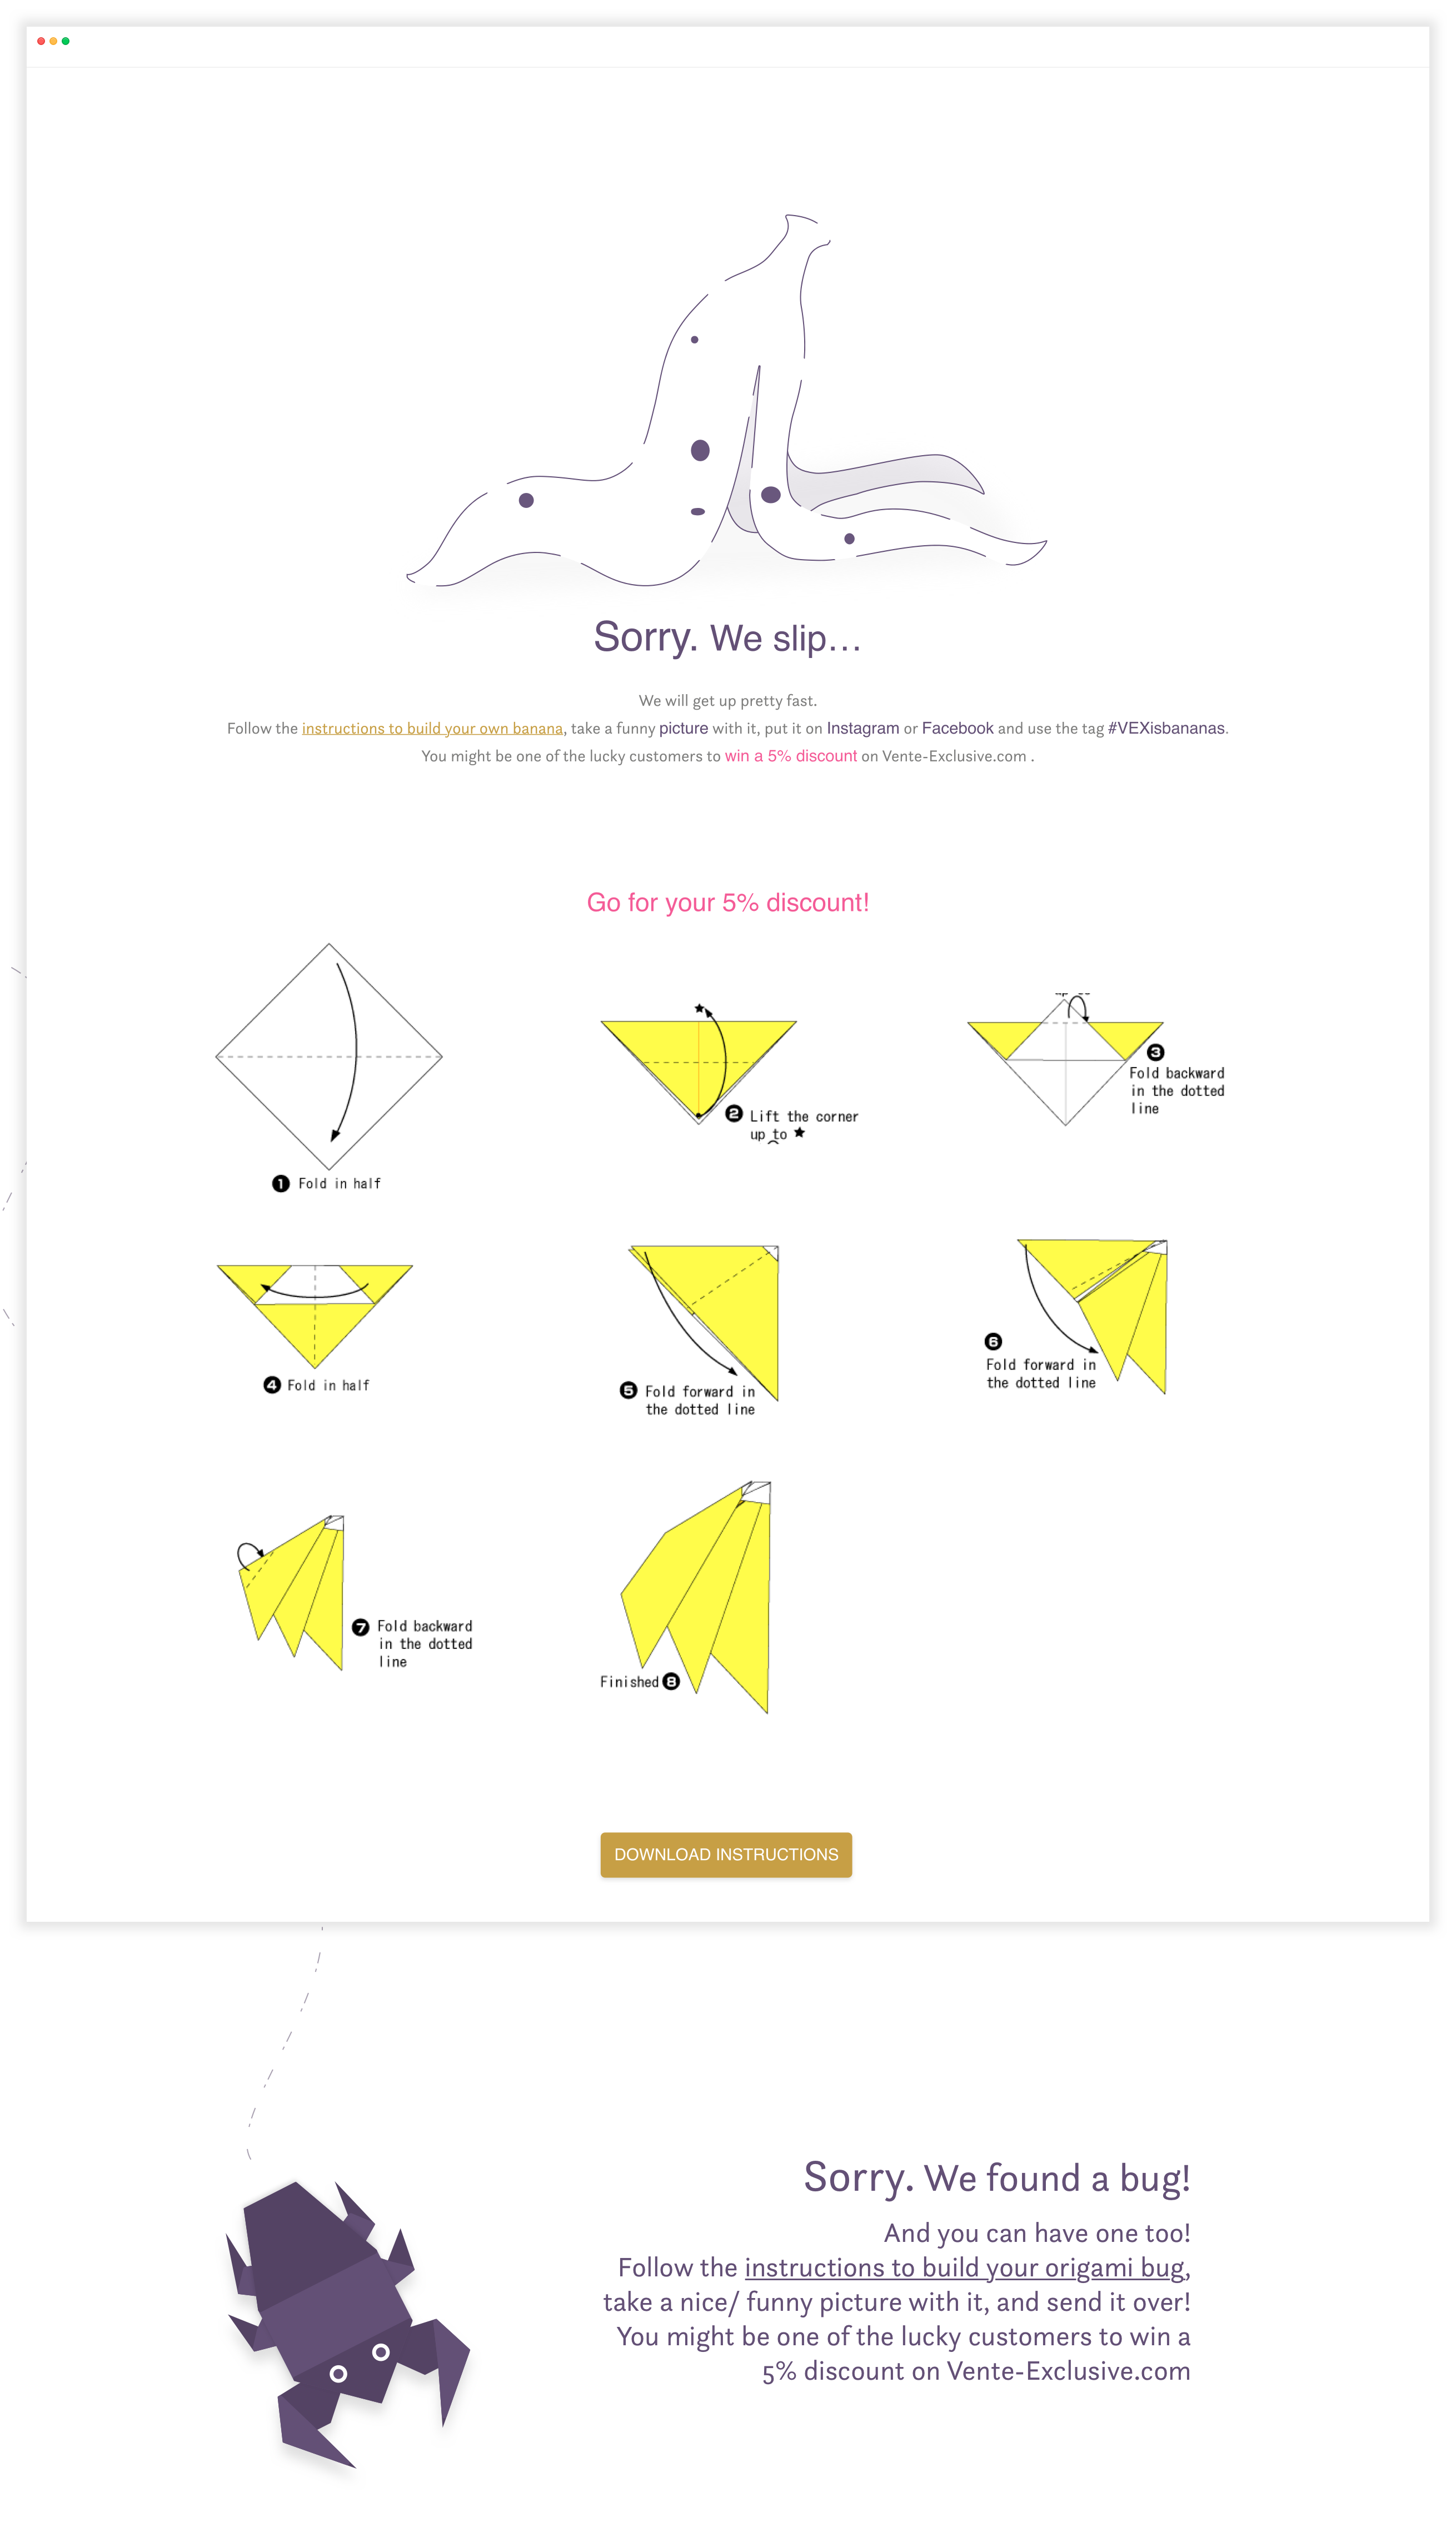 Sorry. We slip...
We will get up pretty fast.
Follow the instructions to build your own banana, take a funny picture with it, put it on Instagram or Facebook and use the tag #VEXisbananas.
You might be one of the lucky customers to win a 5% discount on Vente-Exclusive.com .
Go for your 5% discount!
1 Fold in half
2 Lift the corner
up to ★
3
Fold backward
in the dotted
line
4 Fold in half
5 Fold forward in
the dotted line
6
Fold forward in
the dotted line
7 Fold backward
in the dotted
line
Finished 8
DOWNLOAD INSTRUCTIONS
Sorry. We found a bug!
And you can have one too!
Follow the instructions to build your origami bug,
take a nice/ funny picture with it, and send it over!
You might be one of the lucky customers to win a
5% discount on Vente-Exclusive.com